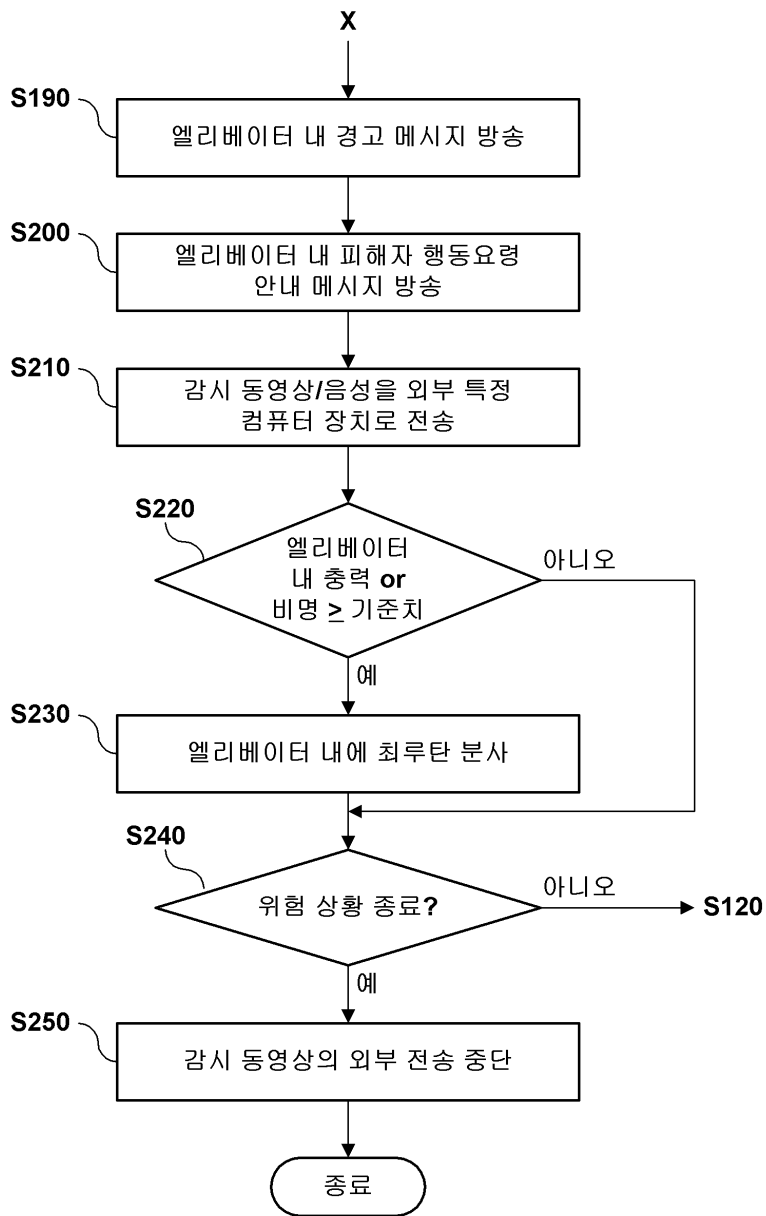 X
S190
엘리베이터 내 경고 메시지 방송
S200
엘리베이터 내 피해자 행동요령
안내 메시지 방송
S210
감시 동영상/음성을 외부 특정
컴퓨터 장치로 전송
S220
엘리베이터
내 충력 or
비명 ≥ 기준치
아니오
예
S230
엘리베이터 내에 최루탄 분사
S240
위험 상황 종료?
아니오
S120
예
S250
감시 동영상의 외부 전송 중단
종료